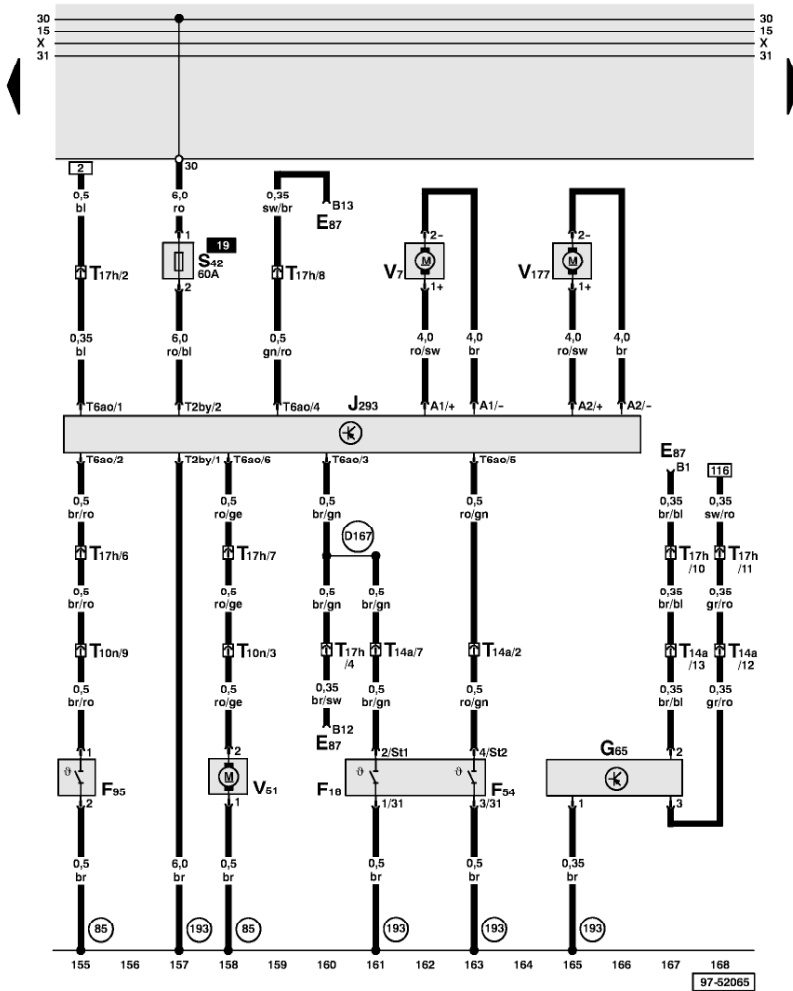 30 30
15 15
X X
31 31
2 30
0,5 6,0 0,35 B13
bl ro sw/br E87
1 19 2- 2-
T17h/2 S42 60A T17h/8 V7 M V177 M
2 1+ 1+
0,35 6,0 0,5 4,0 4,0 4,0 4,0
bl ro/bl gn/ro ro/sw br ro/sw br
T6ao/1 T2by/2 T6ao/4 J293 A1/+ A1/- A2/+ A2/-
T6ao/2 T2by/1 T6ao/6 T6ao/3 T6ao/5 E87 B1 116
0,5 0,5 0,5 0,5 0,35 0,35
br/ro ro/ge br/gn ro/gn br/bl sw/ro
D167
T17h/6 T17h/7 T17h/10 T17h/11
0,5 0,5 0,5 0,5 0,35 0,35
br/ro ro/ge br/gn br/gn br/bl gr/ro
T10n/9 T10n/3 T17h/4 T14a/7 T14a/2 T14a/13 T14a/12
0,5 0,5 0,35 0,5 0,5 0,35 0,35
br/ro ro/ge br/sw br/gn ro/gn br/bl gr/ro
B12
E87
1 2 2/St1 4/St2 G65 2
F95 M V51 F18 F54
2 1 1/31 3/31 1 3
0,5 6,0 0,5 0,5 0,5 0,35
br br br br br br
85 193 85 193 193 193
155 156 157 158 159 160 161 162 163 164 165 166 167 168
97-52065